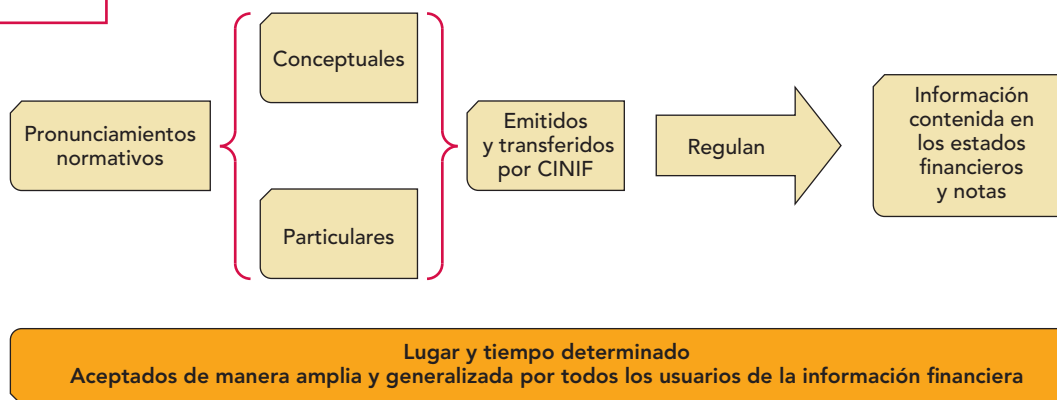 Pronunciamientos
normativos
Conceptuales
Particulares
Emitidos
y transferidos
por CINIF
Regulan
Información
contenida en
los estados
financieros
y notas
Lugar y tiempo determinado
Aceptados de manera amplia y generalizada por todos los usuarios de la información financiera